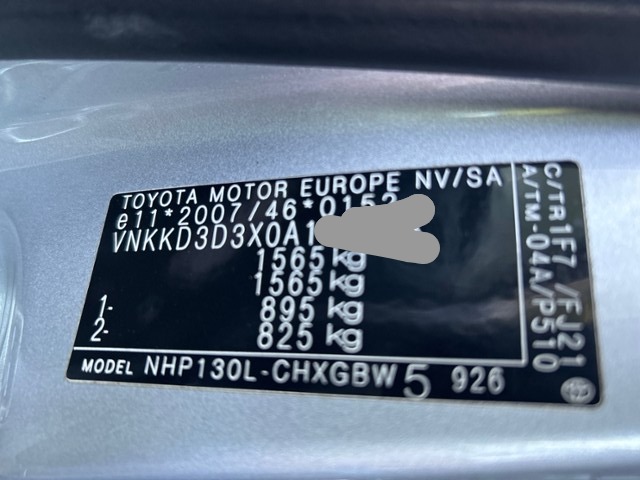 TOYOTA MOTOR EUROPE NV/SA
e11*2007/46*0152
VNKKD3D3X0A1
1565 kg
1565 kg
1- 895 kg
2- 825 kg
MODEL NHP130L-CHXGBW 5 926
C/TR1F7 /FJ21
A/TM-04A/P510